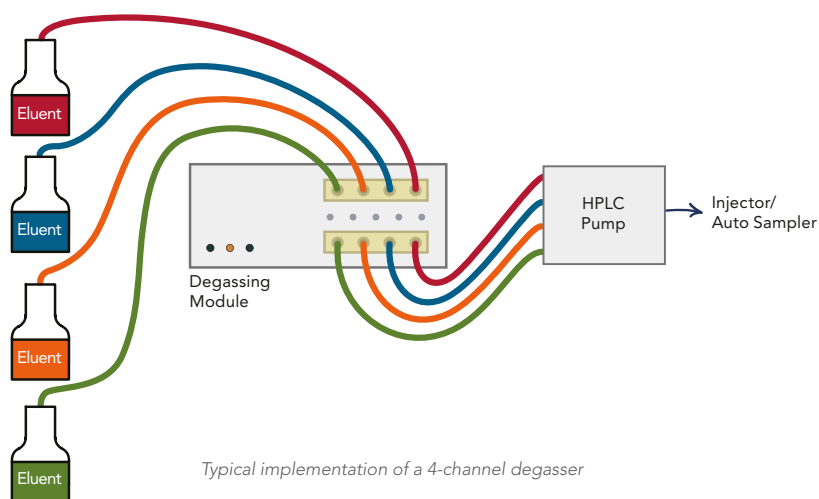 Eluent
Eluent
Eluent
Eluent
Degassing
Module
HPLC
Pump
Injector/
Auto Sampler
Typical implementation of a 4-channel degasser